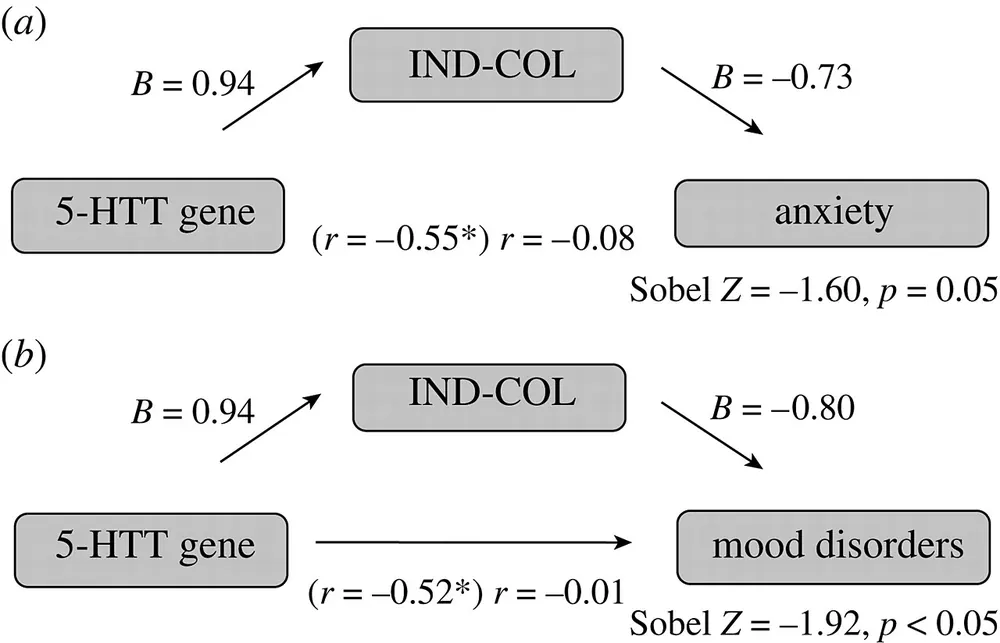 (a)
IND-COL
B = 0.94
B = –0.73
5-HTT gene
anxiety
(r = –0.55*) r = –0.08
Sobel Z = –1.60, p = 0.05
(b)
IND-COL
B = 0.94
B = –0.80
5-HTT gene
mood disorders
(r = –0.52*) r = –0.01
Sobel Z = –1.92, p < 0.05